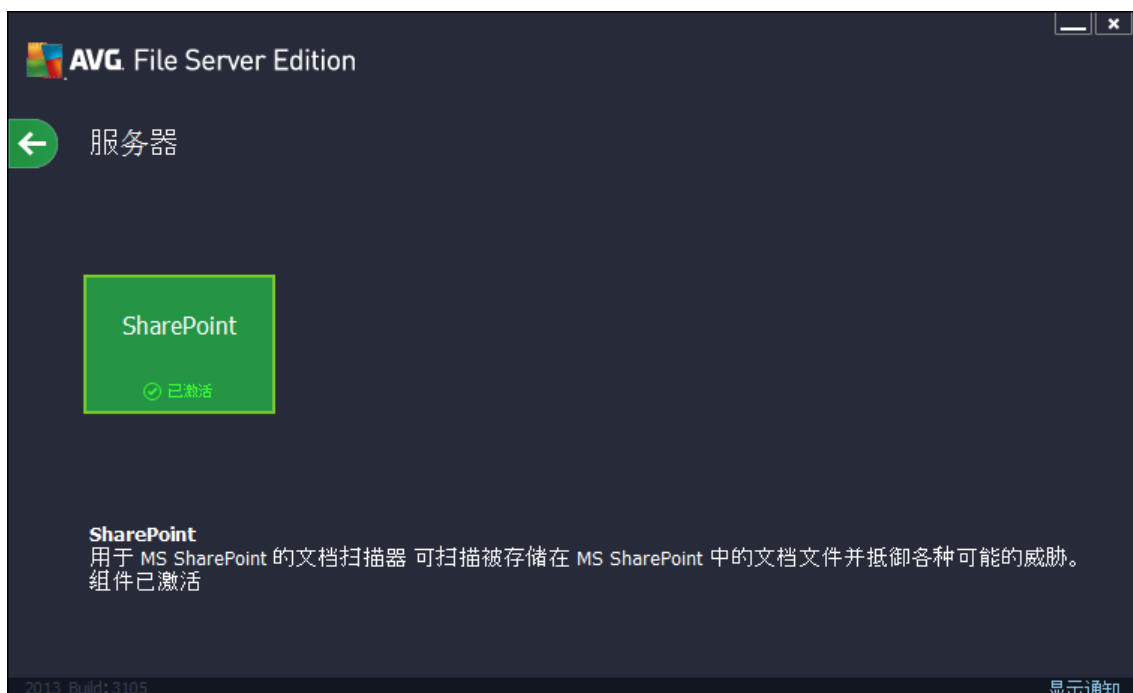 AVG. File Server Edition
服务器
SharePoint
已激活
SharePoint
用于 MS SharePoint 的文档扫描器 可扫描被存储在 MS SharePoint 中的文档文件并抵御各种可能的威胁。
组件已激活
2013 Build: 3105
显示通知